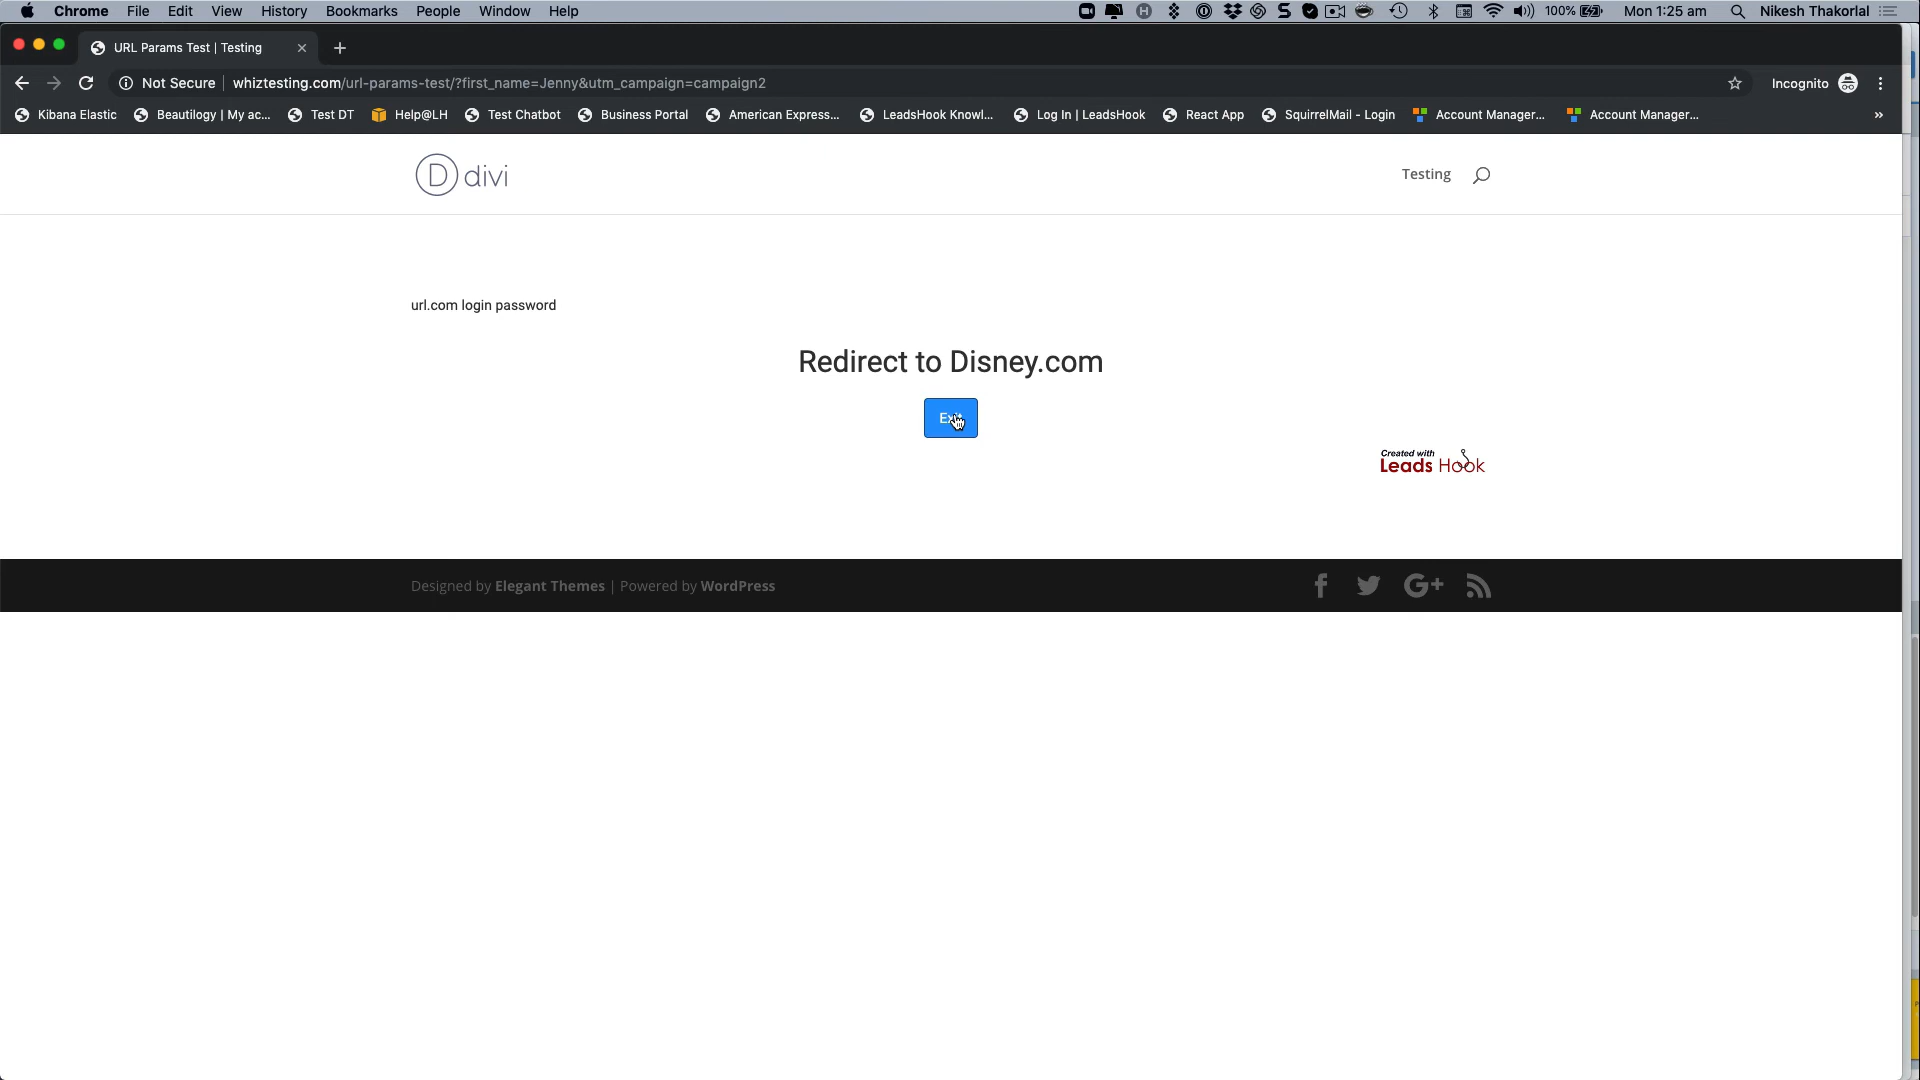 Chrome File Edit View History Bookmarks People Window Help 100% Mon 1:25 am Nikesh Thakorlal
URL Params Test | Testing
Not Secure whiztesting.com/url-params-test/?first_name=Jenny&utm_campaign=campaign2 Incognito
Kibana Elastic Beautilogy | My ac... Test DT Help@LH Test Chatbot Business Portal American Express... LeadsHook Knowl... Log In | LeadsHook React App SquirrelMail - Login Account Manager... Account Manager... »
D divi Testing
url.com login password
Redirect to Disney.com
Created with
Leads Hook
Designed by Elegant Themes | Powered by WordPress G+